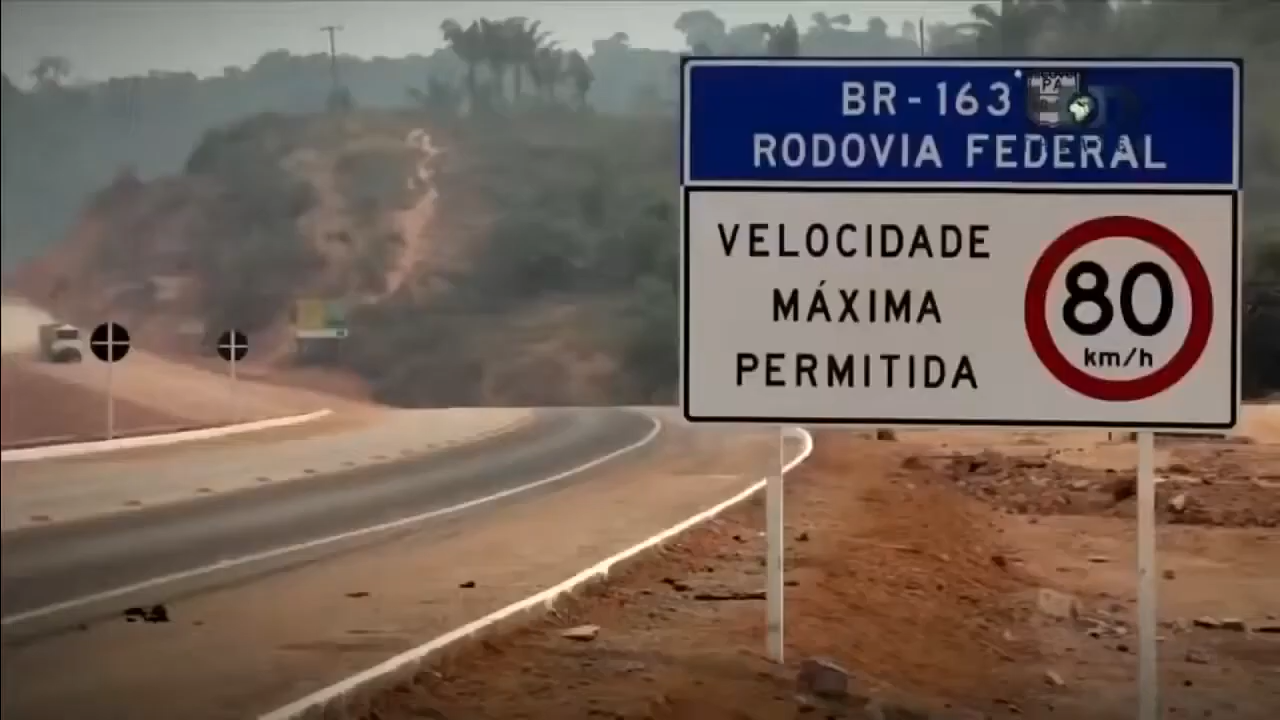 BR-163
RODOVIA FEDERAL
VELOCIDADE
MÁXIMA
PERMITIDA
80
km/h